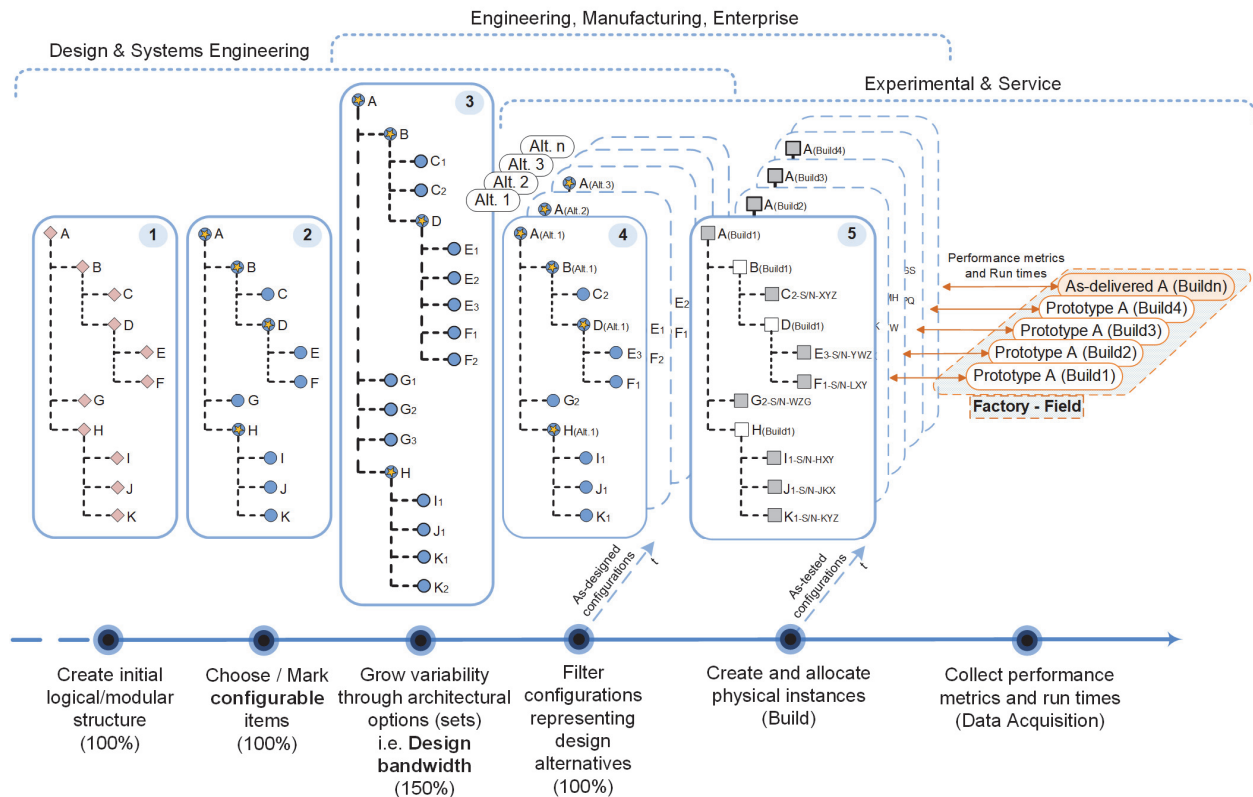 Engineering, Manufacturing, Enterprise
Design & Systems Engineering
Experimental & Service
1
A
B
C
D
E
F
G
H
I
J
K
2
A
B
C
D
E
F
G
H
I
J
K
3
A
B
C1
C2
D
E1
E2
E3
F1
F2
G1
G2
G3
H
I1
J1
K1
K2
Alt. n
Alt. 3
Alt. 2
Alt. 1
A(Alt.3)
A(Alt.2)
4
A(Alt.1)
B(Alt.1)
C2
D(Alt.1)
E3
F1
G2
H(Alt.1)
I1
J1
K1
E1
F2
E2
F1
A(Build4)
A(Build3)
A(Build2)
5
A(Build1)
B(Build1)
C2-S/N-XYZ
D(Build1)
E3-S/N-YWZ
F1-S/N-LXY
G2-S/N-WZG
H(Build1)
I1-S/N-HXY
J1-S/N-JKX
K1-S/N-KYZ
GS
MH
PQ
K
W
Performance metrics
and Run times
As-delivered A (Buildn)
Prototype A (Build4)
Prototype A (Build3)
Prototype A (Build2)
Prototype A (Build1)
Factory - Field
As-designed
configurations
t
As-tested
configurations
t
Create initial
logical/modular
structure
(100%)
Choose / Mark
configurable
items
(100%)
Grow variability
through architectural
options (sets)
i.e. Design
bandwidth
(150%)
Filter
configurations
representing
design
alternatives
(100%)
Create and allocate
physical instances
(Build)
Collect performance
metrics and run times
(Data Acquisition)